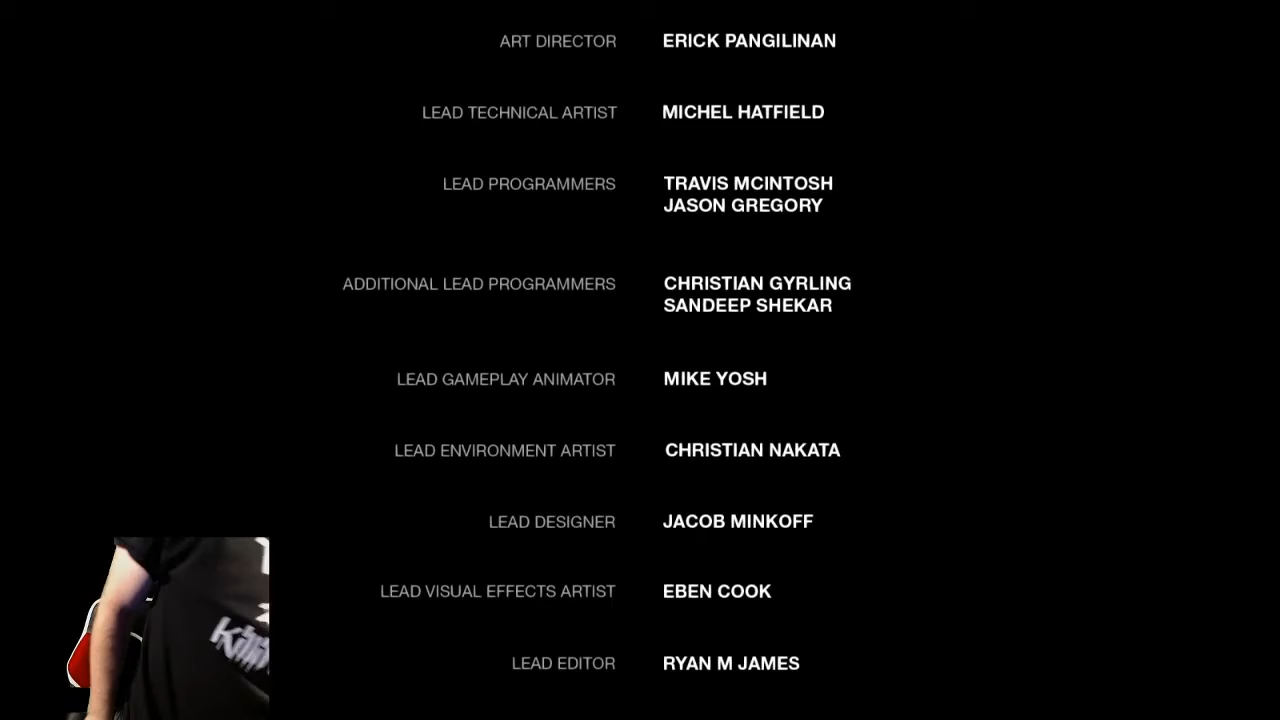 ART DIRECTOR ERICK PANGILINAN
LEAD TECHNICAL ARTIST MICHEL HATFIELD
LEAD PROGRAMMERS TRAVIS MCINTOSH
JASON GREGORY
ADDITIONAL LEAD PROGRAMMERS CHRISTIAN GYRLING
SANDEEP SHEKAR
LEAD GAMEPLAY ANIMATOR MIKE YOSH
LEAD ENVIRONMENT ARTIST CHRISTIAN NAKATA
LEAD DESIGNER JACOB MINKOFF
LEAD VISUAL EFFECTS ARTIST EBEN COOK
LEAD EDITOR RYAN M JAMES